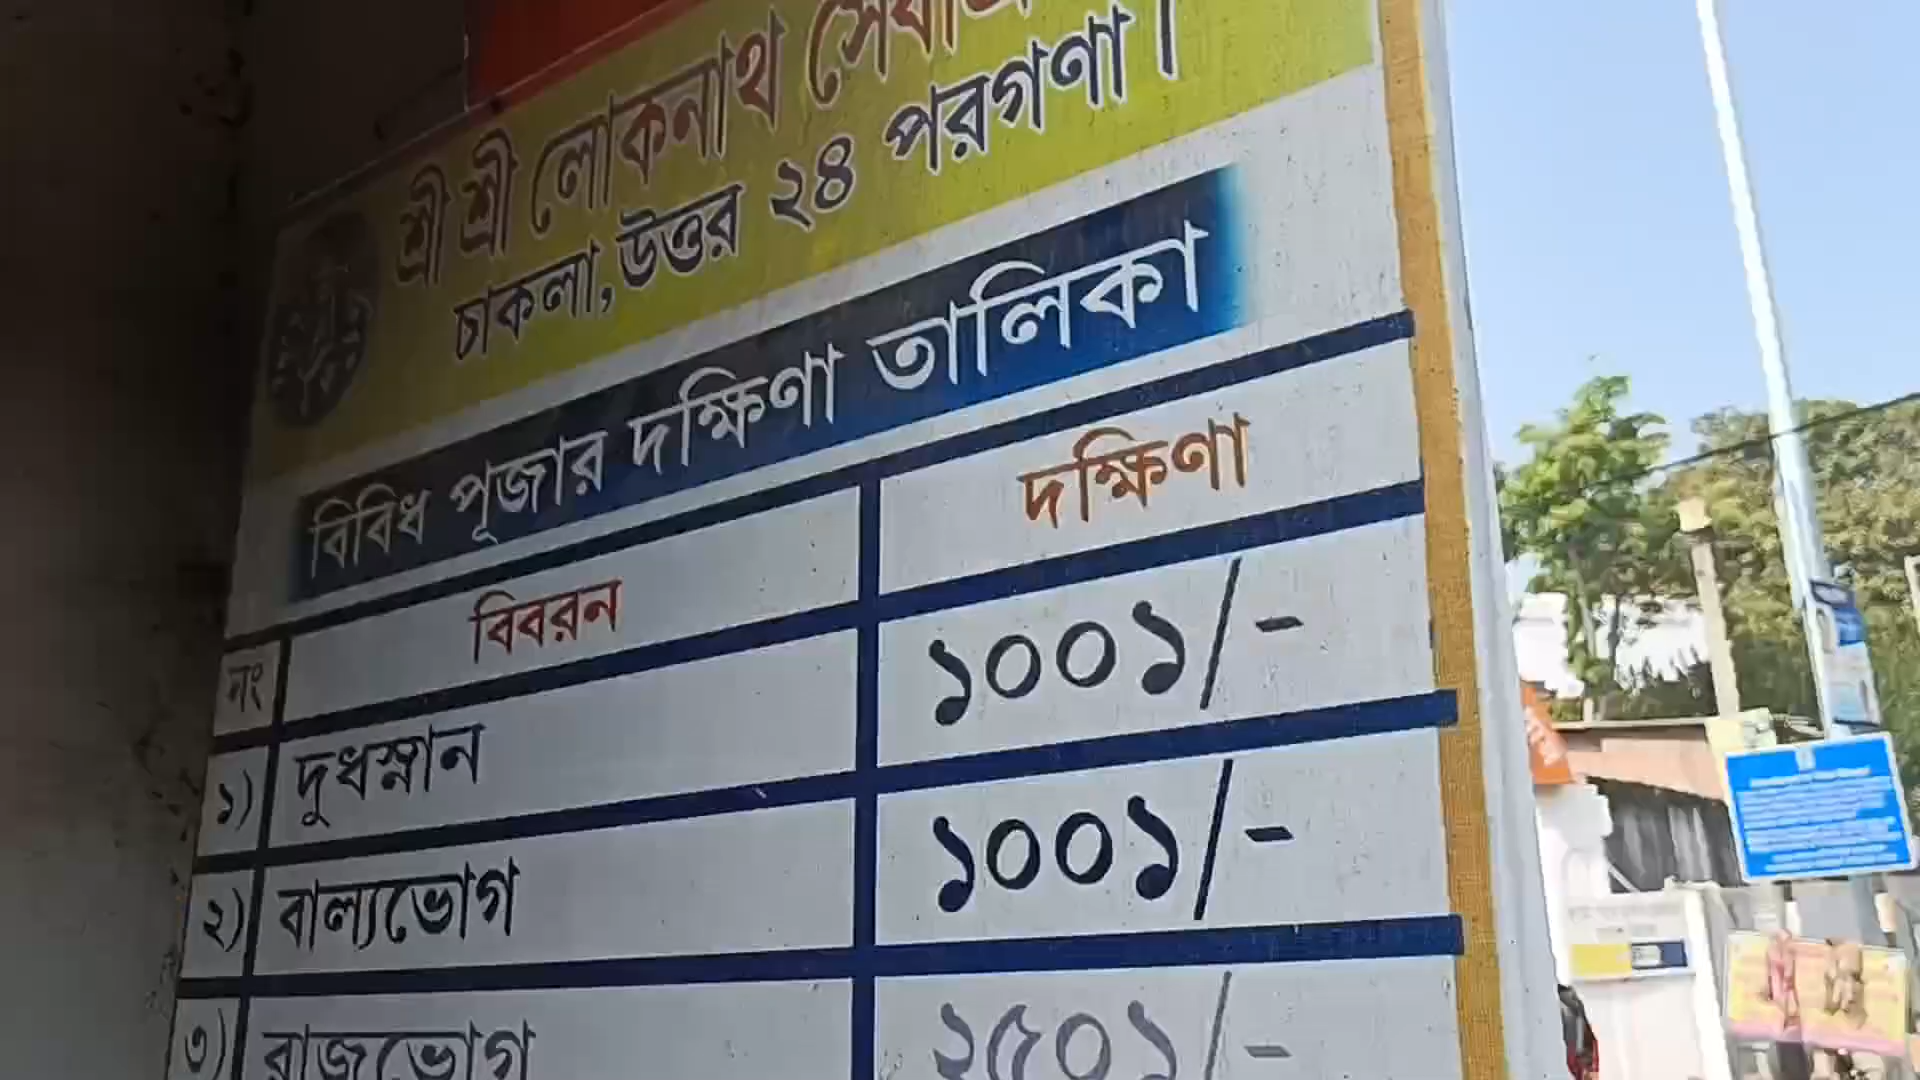 শ্রী শ্রী লোকনাথ
চাকলা, উত্তর ২৪ পরগণা।
বিবিধ পূজার দক্ষিণা তালিকা
নং বিবরন দক্ষিণা
১) দুধস্নান ১০০১/-
২) বাল্যভোগ ১০০১/-
৩) রাজভোগ ২৫০১/-